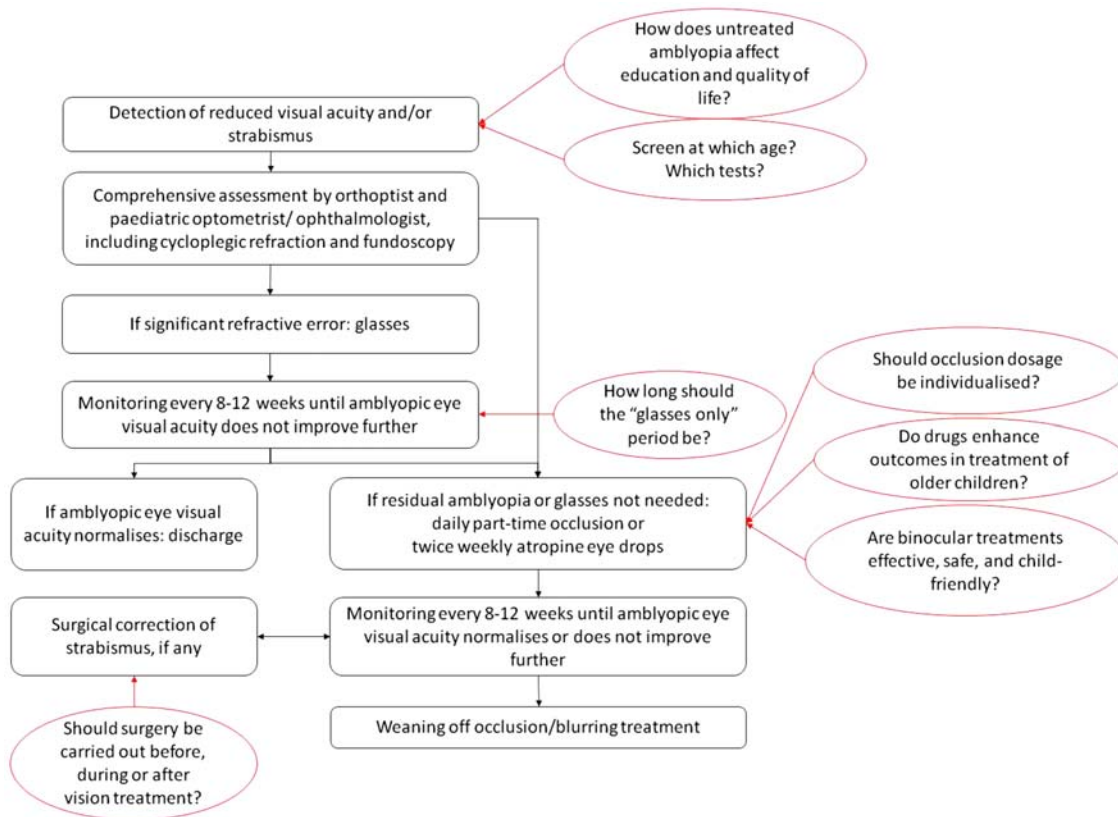 How does untreated
amblyopia affect
education and quality of
life?
Detection of reduced visual acuity and/or
strabismus
Screen at which age?
Which tests?
Comprehensive assessment by orthoptist and
paediatric optometrist/ ophthalmologist,
including cycloplegic refraction and fundoscopy
If significant refractive error: glasses
Should occlusion dosage
be individualised?
Monitoring every 8-12 weeks until amblyopic eye
visual acuity does not improve further
How long should
the “glasses only”
period be?
Do drugs enhance
outcomes in treatment of
older children?
If amblyopic eye visual
acuity normalises: discharge
If residual amblyopia or glasses not needed:
daily part-time occlusion or
twice weekly atropine eye drops
Are binocular treatments
effective, safe, and child-
friendly?
Surgical correction of
strabismus, if any
Monitoring every 8-12 weeks until amblyopic eye
visual acuity normalises or does not improve
further
Weaning off occlusion/blurring treatment
Should surgery be
carried out before,
during or after
vision treatment?